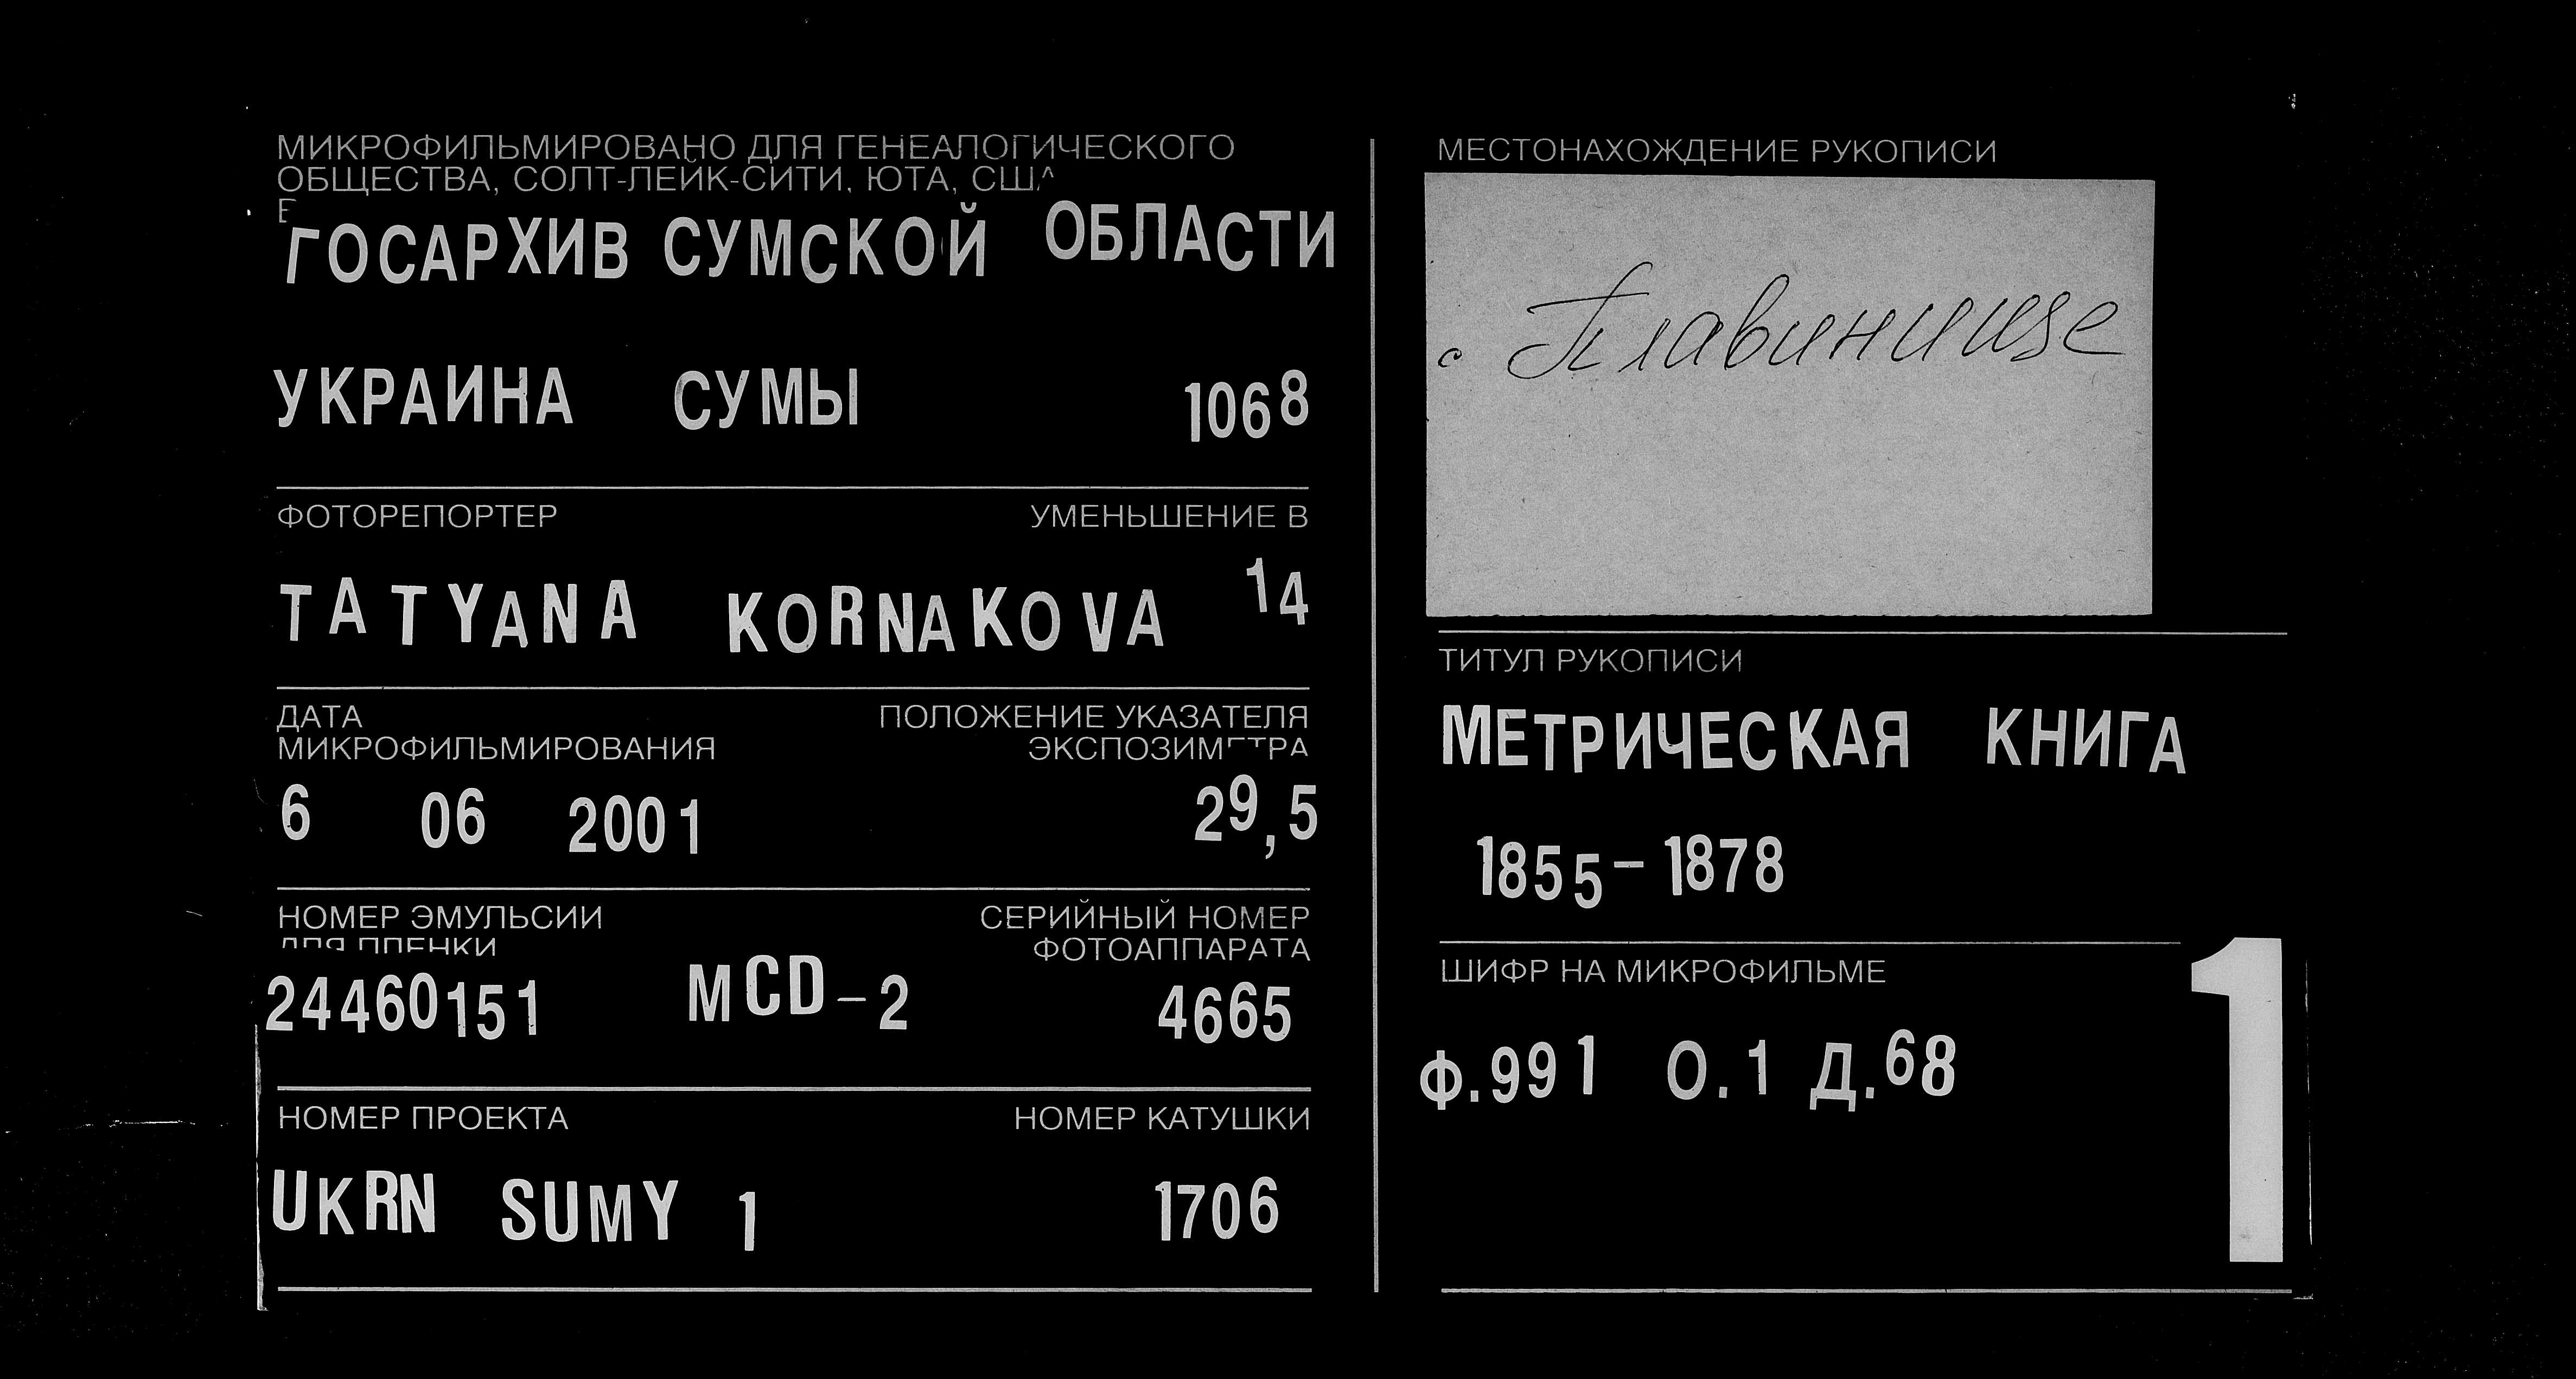 МИКРОФИЛЬМИРОВАНО ДЛЯ ГЕНЕАЛОГИЧЕСКОГО
ОБЩЕСТВА, СОЛТ-ЛЕЙК-СИТИ, ЮТА, США
В
ГОСАРХИВ СУМСКОЙ ОБЛАСТИ
УКРАИНА СУМЫ 1068
ФОТОРЕПОРТЕР УМЕНЬШЕНИЕ В
TATYANA KORNAKOVA 14
ДАТА ПОЛОЖЕНИЕ УКАЗАТЕЛЯ
МИКРОФИЛЬМИРОВАНИЯ ЭКСПОЗИМЕТРА
6 06 2001 29,5
НОМЕР ЭМУЛЬСИИ СЕРИЙНЫЙ НОМЕР
ДЛЯ ПЛЕНКИ ФОТОАППАРАТА
24460151 MCD-2 4665
НОМЕР ПРОЕКТА НОМЕР КАТУШКИ
UKRN SUMY 1 1706
МЕСТОНАХОЖДЕНИЕ РУКОПИСИ
с Плавинище
ТИТУЛ РУКОПИСИ
МЕТРИЧЕСКАЯ КНИГА
1855-1878
ШИФР НА МИКРОФИЛЬМЕ
Ф.991 О.1 Д.68
1